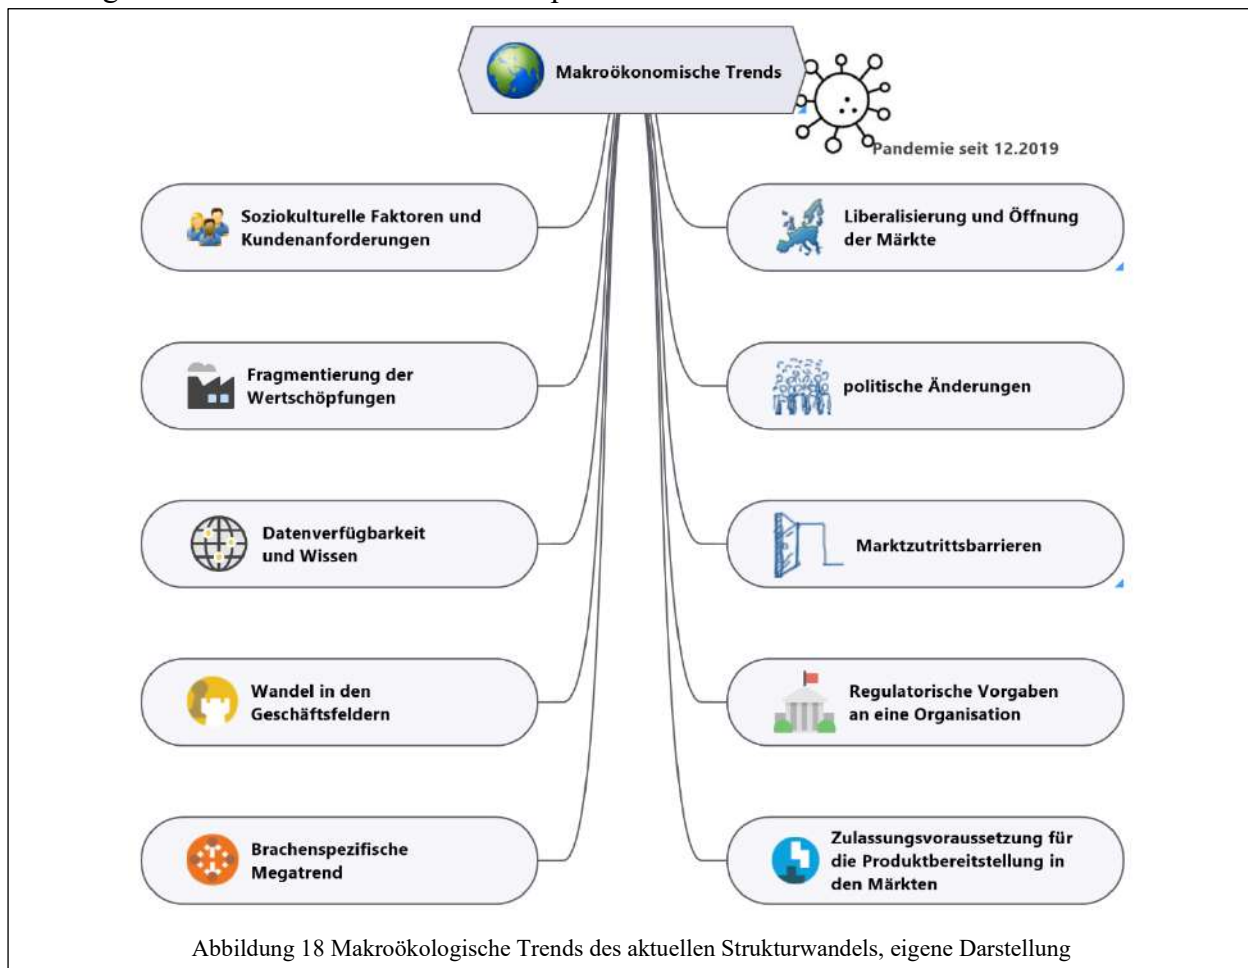 Makroökonomische Trends
Pandemie seit 12.2019
Soziokulturelle Faktoren und
Kundenanforderungen
Liberalisierung und Öffnung
der Märkte
Fragmentierung der
Wertschöpfungen
politische Änderungen
Datenverfügbarkeit
und Wissen
Marktzutrittsbarrieren
Wandel in den
Geschäftsfeldern
Regulatorische Vorgaben
an eine Organisation
Brachenspezifische
Megatrend
Zulassungsvoraussetzung für
die Produktbereitstellung in
den Märkten
Abbildung 18 Makroökologische Trends des aktuellen Strukturwandels, eigene Darstellung